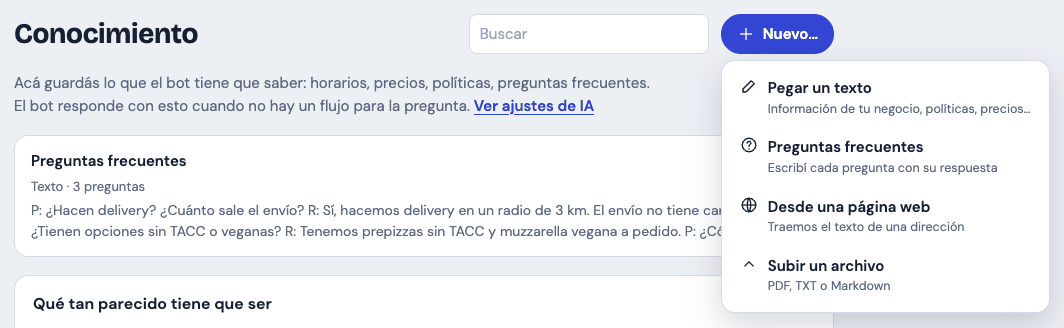 Conocimiento
Buscar
+ Nuevo...
Acá guardás lo que el bot tiene que saber: horarios, precios, políticas, preguntas frecuentes.
El bot responde con esto cuando no hay un flujo para la pregunta. Ver ajustes de IA
Preguntas frecuentes
Texto · 3 preguntas
P: ¿Hacen delivery? ¿Cuánto sale el envío? R: Sí, hacemos delivery en un radio de 3 km. El envío no tiene
¿Tienen opciones sin TACC o veganas? R: Tenemos prepizzas sin TACC y muzzarella vegana a pedido. P:
Qué tan parecido tiene que ser
Pegar un texto
Información de tu negocio, políticas, precios...
Preguntas frecuentes
Escribí cada pregunta con su respuesta
Desde una página web
Traemos el texto de una dirección
Subir un archivo
PDF, TXT o Markdown